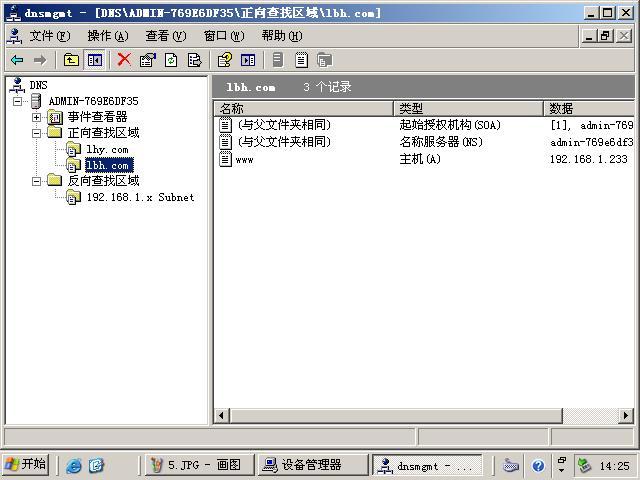 dnsmgmt - [DNS\ADMIN-769E6DF35\正向查找区域\lbh.com]
文件(F) 操作(A) 查看(V) 窗口(W) 帮助(H)
DNS
ADMIN-769E6DF35
事件查看器
正向查找区域
lhy.com
lbh.com
反向查找区域
192.168.1.x Subnet
lbh.com 3 个记录
名称 类型 数据
(与父文件夹相同) 起始授权机构(SOA) [1], admin-769
(与父文件夹相同) 名称服务器(NS) admin-769e6df3
www 主机(A) 192.168.1.233
开始 5.JPG - 画图 设备管理器 dnsmgmt - ... 14:25